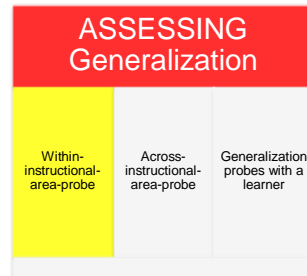 ASSESSING
Generalization
Within-
instructional-
area-probe
Across-
instructional-
area-probe
Generalization
probes with a
learner